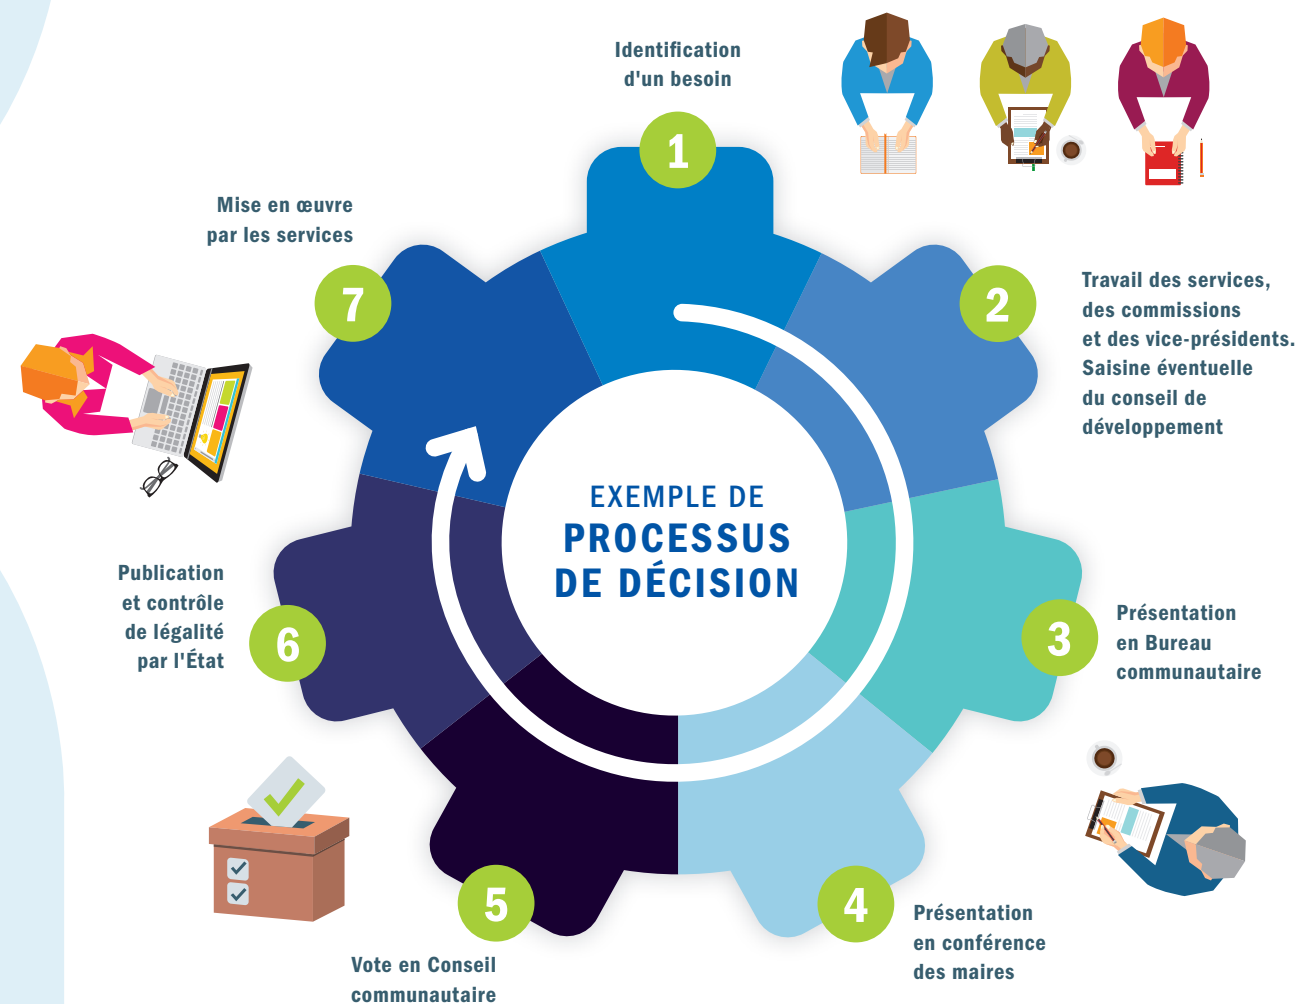 EXEMPLE DE
PROCESSUS
DE DÉCISION
1
Identification
d'un besoin
2
Travail des services,
des commissions
et des vice-présidents.
Saisine éventuelle
du conseil de
développement
3
Présentation
en Bureau
communautaire
4
Présentation
en conférence
des maires
5
Vote en Conseil
communautaire
6
Publication
et contrôle
de légalité
par l'État
7
Mise en œuvre
par les services